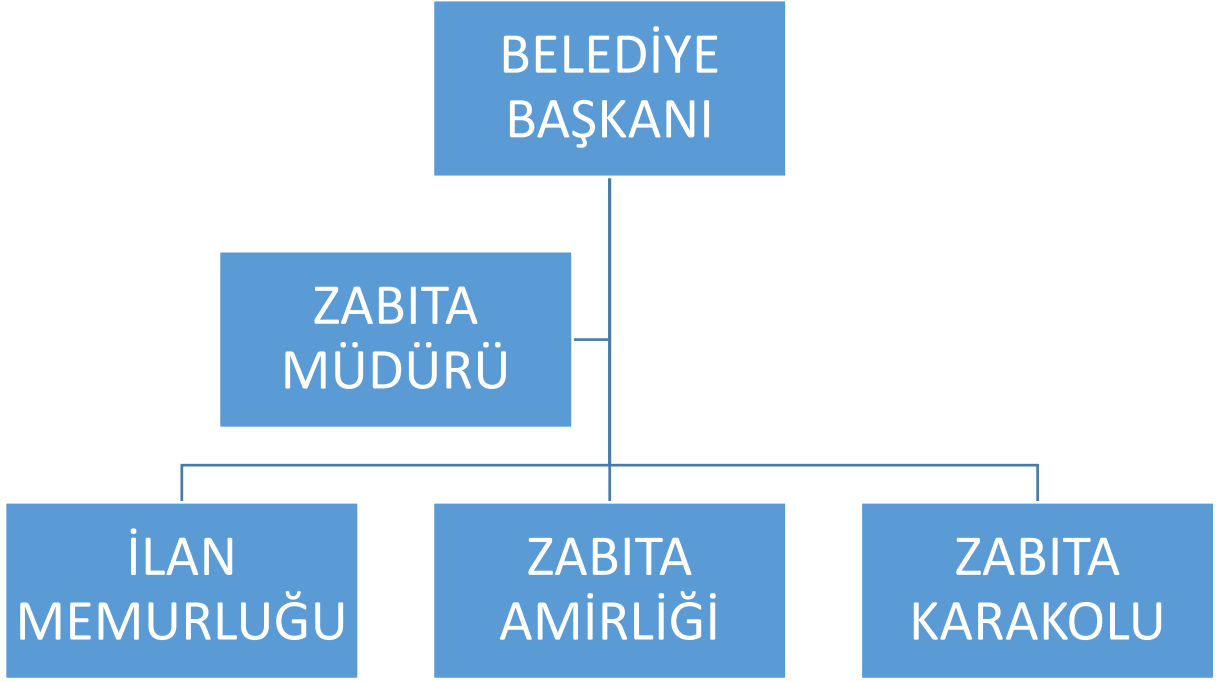 BELEDİYE
BAŞKANI
ZABITA
MÜDÜRÜ
İLAN
MEMURLUĞU
ZABITA
AMİRLİĞİ
ZABITA
KARAKOLU